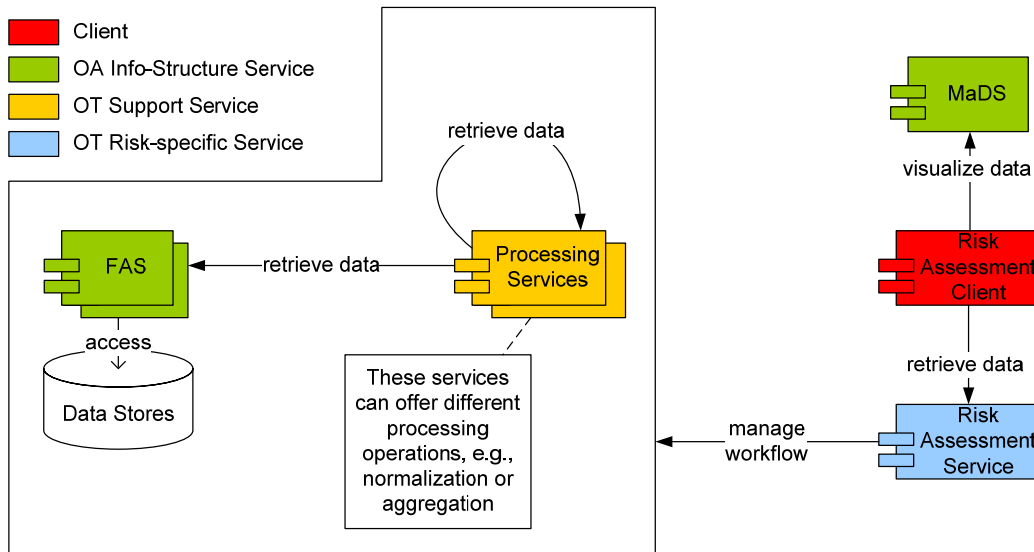 Client
OA Info-Structure Service
OT Support Service
OT Risk-specific Service
retrieve data
MaDS
visualize data
FAS
retrieve data
Processing
Services
Risk
Assessment
Client
access
Data Stores
These services
can offer different
processing
operations, e.g.,
normalization or
aggregation
retrieve data
manage
workflow
Risk
Assessment
Service